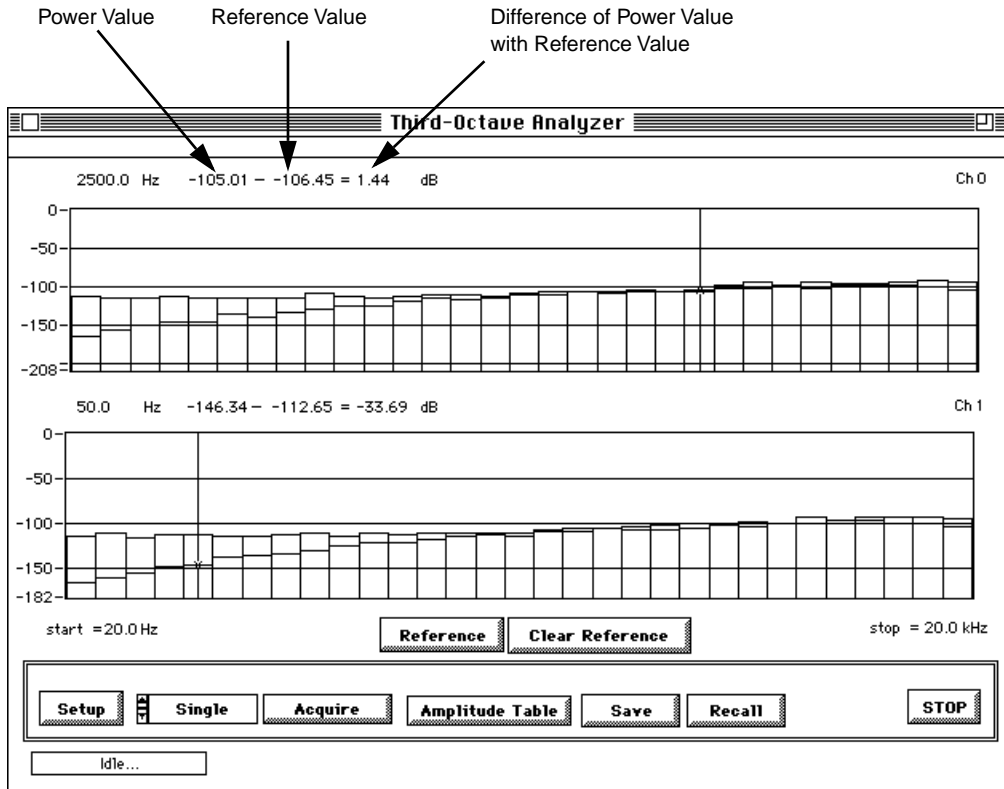 Power Value Reference Value Difference of Power Value
with Reference Value
Third-Octave Analyzer
2500.0 Hz -105.01 - -106.45 = 1.44 dB Ch 0
0
-50
-100
-150
-208
50.0 Hz -146.34 - -112.65 = -33.69 dB Ch 1
0
-50
-100
-150
-182
start =20.0 Hz Reference Clear Reference stop = 20.0 kHz
Setup Single Acquire Amplitude Table Save Recall STOP
Idle...